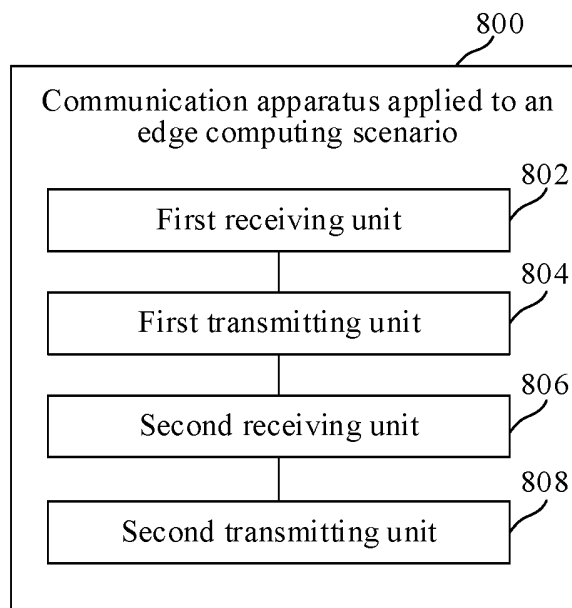 800
Communication apparatus applied to an
edge computing scenario
802
First receiving unit
804
First transmitting unit
806
Second receiving unit
808
Second transmitting unit